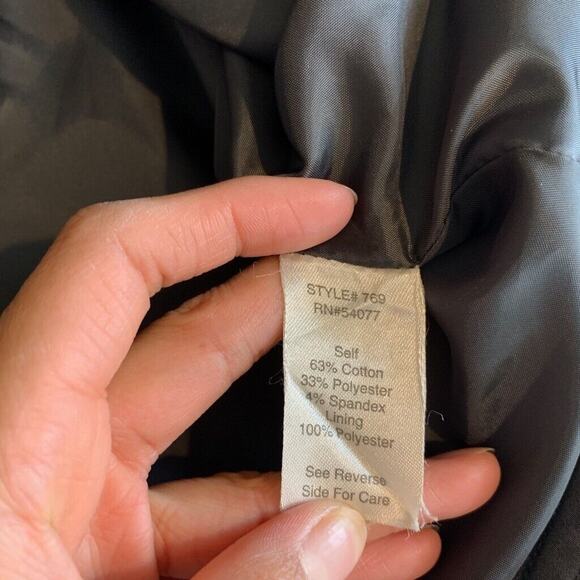 STYLE# 769
RN#54077
Self
63% Cotton
33% Polyester
4% Spandex
Lining
100% Polyester
See Reverse
Side For Care